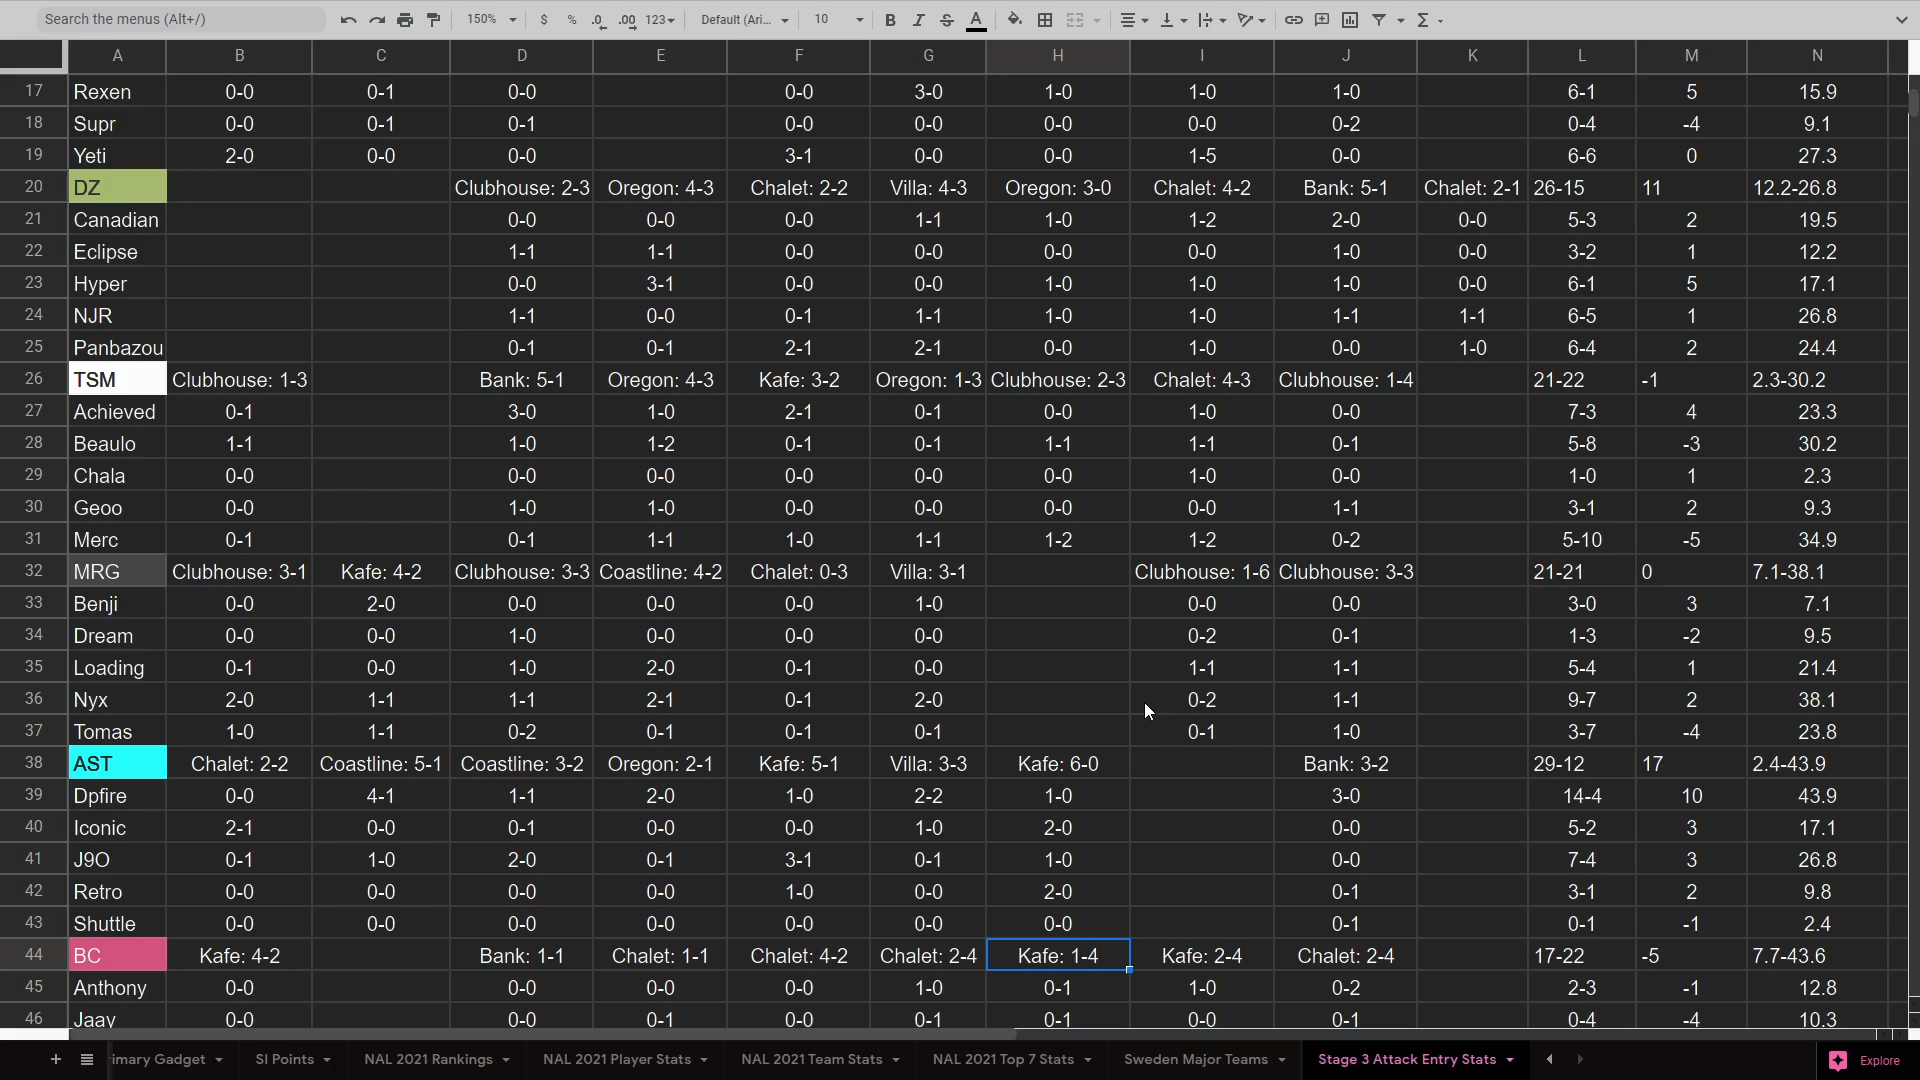 Search the menus (Alt+/) 150% $ % .0 .00 123 Default (Ari... 10 B I S A Σ
A B C D E F G H I J K L M N
17 Rexen 0-0 0-1 0-0 0-0 3-0 1-0 1-0 1-0 6-1 5 15.9
18 Supr 0-0 0-1 0-1 0-0 0-0 0-0 0-0 0-2 0-4 -4 9.1
19 Yeti 2-0 0-0 0-0 3-1 0-0 0-0 1-5 0-0 6-6 0 27.3
20 DZ Clubhouse: 2-3 Oregon: 4-3 Chalet: 2-2 Villa: 4-3 Oregon: 3-0 Chalet: 4-2 Bank: 5-1 Chalet: 2-1 26-15 11 12.2-26.8
21 Canadian 0-0 0-0 0-0 1-1 1-0 1-2 2-0 0-0 5-3 2 19.5
22 Eclipse 1-1 1-1 0-0 0-0 0-0 0-0 1-0 0-0 3-2 1 12.2
23 Hyper 0-0 3-1 0-0 0-0 1-0 1-0 1-0 0-0 6-1 5 17.1
24 NJR 1-1 0-0 0-1 1-1 1-0 1-0 1-1 1-1 6-5 1 26.8
25 Panbazou 0-1 0-1 2-1 2-1 0-0 1-0 0-0 1-0 6-4 2 24.4
26 TSM Clubhouse: 1-3 Bank: 5-1 Oregon: 4-3 Kafe: 3-2 Oregon: 1-3 Clubhouse: 2-3 Chalet: 4-3 Clubhouse: 1-4 21-22 -1 2.3-30.2
27 Achieved 0-1 3-0 1-0 2-1 0-1 0-0 1-0 0-0 7-3 4 23.3
28 Beaulo 1-1 1-0 1-2 0-1 0-1 1-1 1-1 0-1 5-8 -3 30.2
29 Chala 0-0 0-0 0-0 0-0 0-0 0-0 1-0 0-0 1-0 1 2.3
30 Geoo 0-0 1-0 1-0 0-0 0-0 0-0 0-0 1-1 3-1 2 9.3
31 Merc 0-1 0-1 1-1 1-0 1-1 1-2 1-2 0-2 5-10 -5 34.9
32 MRG Clubhouse: 3-1 Kafe: 4-2 Clubhouse: 3-3 Coastline: 4-2 Chalet: 0-3 Villa: 3-1 Clubhouse: 1-6 Clubhouse: 3-3 21-21 0 7.1-38.1
33 Benji 0-0 2-0 0-0 0-0 0-0 1-0 0-0 0-0 3-0 3 7.1
34 Dream 0-0 0-0 1-0 0-0 0-0 0-0 0-2 0-1 1-3 -2 9.5
35 Loading 0-1 0-0 1-0 2-0 0-1 0-0 1-1 1-1 5-4 1 21.4
36 Nyx 2-0 1-1 1-1 2-1 0-1 2-0 0-2 1-1 9-7 2 38.1
37 Tomas 1-0 1-1 0-2 0-1 0-1 0-1 0-1 1-0 3-7 -4 23.8
38 AST Chalet: 2-2 Coastline: 5-1 Coastline: 3-2 Oregon: 2-1 Kafe: 5-1 Villa: 3-3 Kafe: 6-0 Bank: 3-2 29-12 17 2.4-43.9
39 Dpfire 0-0 4-1 1-1 2-0 1-0 2-2 1-0 3-0 14-4 10 43.9
40 Iconic 2-1 0-0 0-1 0-0 0-0 1-0 2-0 0-0 5-2 3 17.1
41 J9O 0-1 1-0 2-0 0-1 3-1 0-1 1-0 0-0 7-4 3 26.8
42 Retro 0-0 0-0 0-0 0-0 1-0 0-0 2-0 0-1 3-1 2 9.8
43 Shuttle 0-0 0-0 0-0 0-0 0-0 0-0 0-0 0-1 0-1 -1 2.4
44 BC Kafe: 4-2 Bank: 1-1 Chalet: 1-1 Chalet: 4-2 Chalet: 2-4 Kafe: 1-4 Kafe: 2-4 Chalet: 2-4 17-22 -5 7.7-43.6
45 Anthony 0-0 0-0 0-0 0-0 1-0 0-1 1-0 0-2 2-3 -1 12.8
46 Jaay 0-0 0-0 0-1 0-0 0-1 0-1 0-0 0-1 0-4 -4 10.3
+ imary Gadget SI Points NAL 2021 Rankings NAL 2021 Player Stats NAL 2021 Team Stats NAL 2021 Top 7 Stats Sweden Major Teams Stage 3 Attack Entry Stats Explore